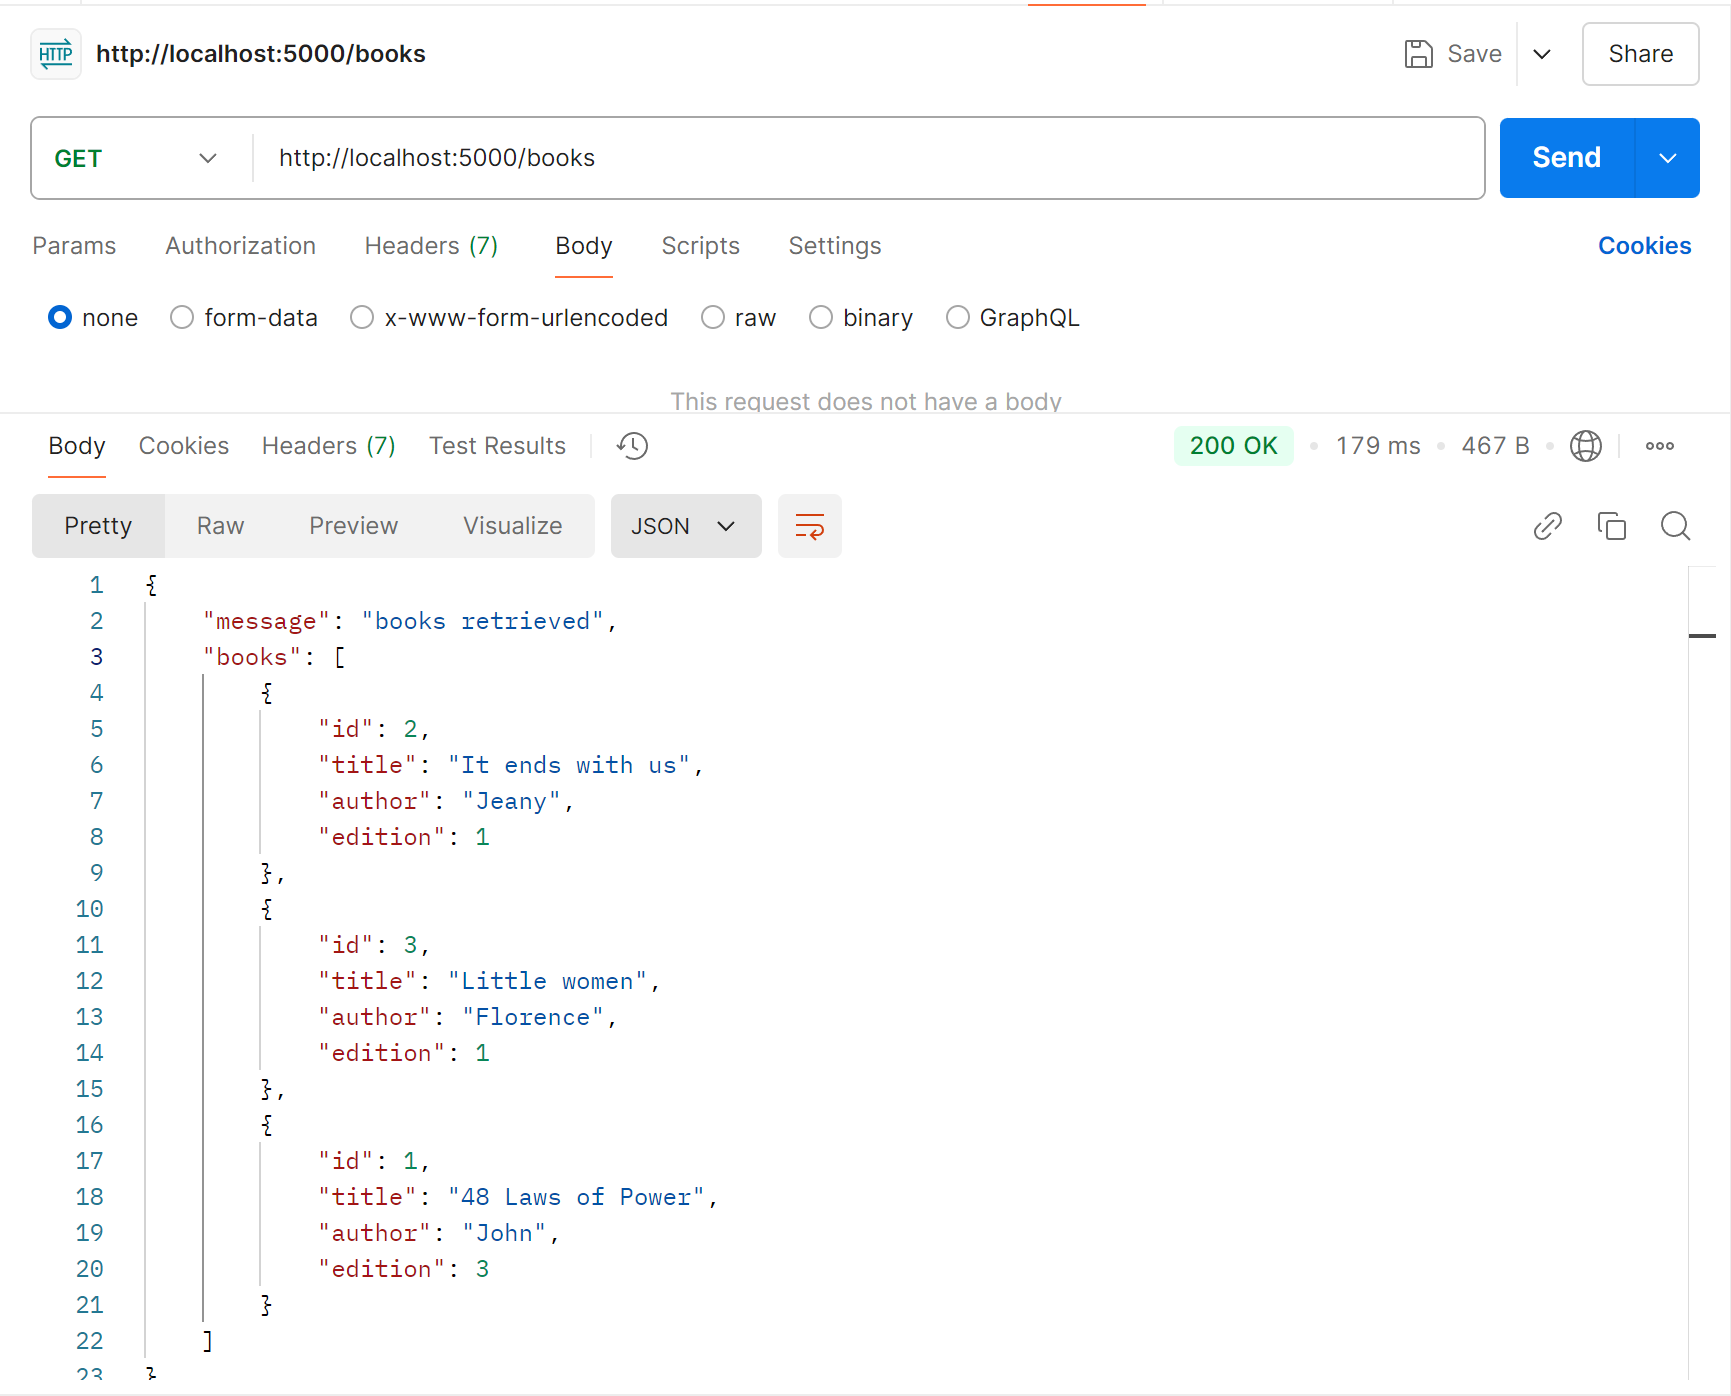 HTTP http://localhost:5000/books Save Share
GET http://localhost:5000/books Send
Params Authorization Headers (7) Body Scripts Settings Cookies
none form-data x-www-form-urlencoded raw binary GraphQL
This request does not have a body
Body Cookies Headers (7) Test Results 200 OK 179 ms 467 B
Pretty Raw Preview Visualize JSON
1 {
2 "message": "books retrieved",
3 "books": [
4 {
5 "id": 2,
6 "title": "It ends with us",
7 "author": "Jeany",
8 "edition": 1
9 },
10 {
11 "id": 3,
12 "title": "Little women",
13 "author": "Florence",
14 "edition": 1
15 },
16 {
17 "id": 1,
18 "title": "48 Laws of Power",
19 "author": "John",
20 "edition": 3
21 }
22 ]
23 }